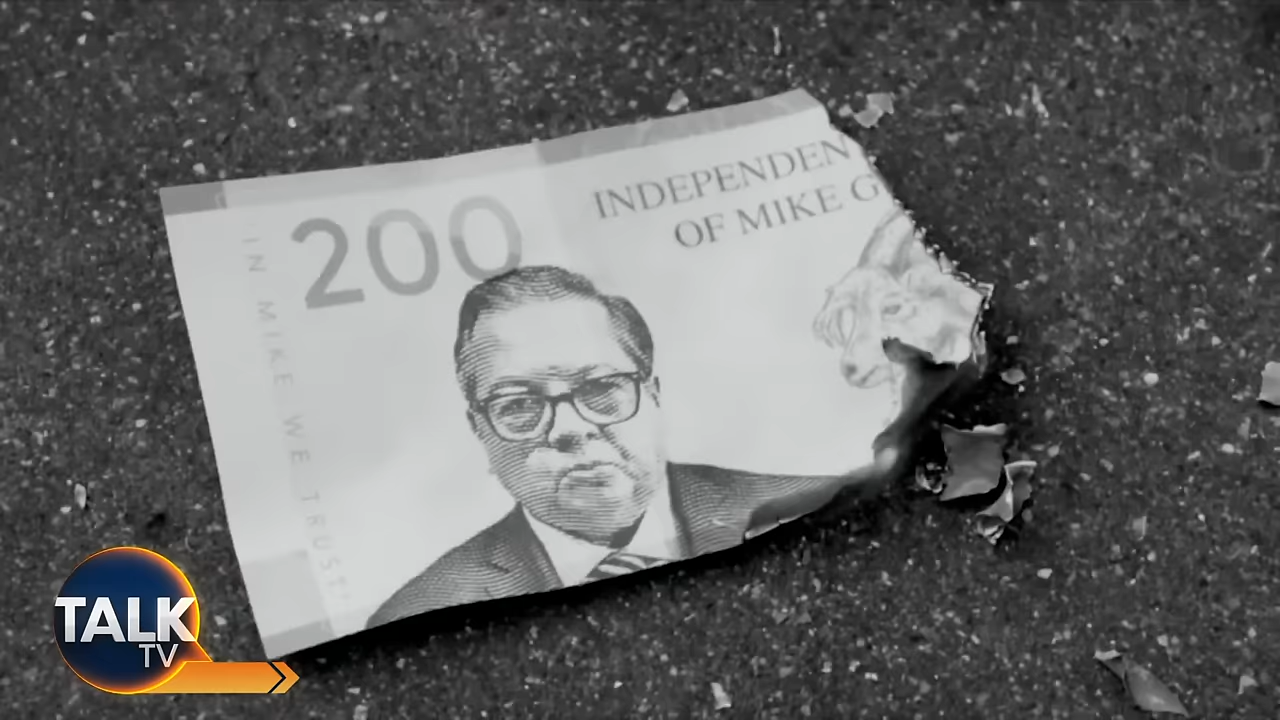 200
INDEPENDEN
OF MIKE G
IN MIKE WE TRUST
TALK
TV